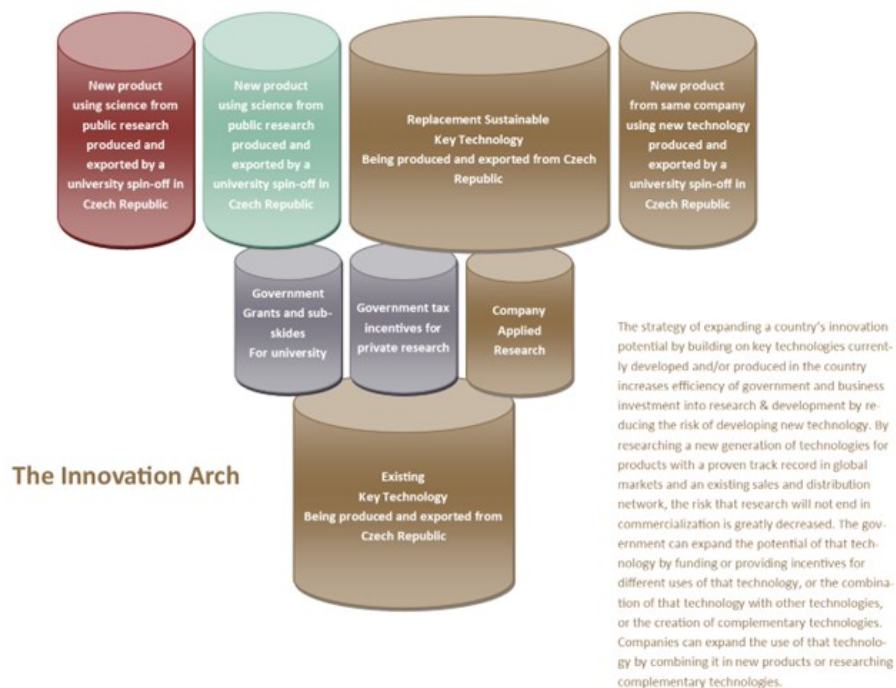 New product
using science from
public research
produced and
exported by a
university spin-off in
Czech Republic
New product
using science from
public research
produced and
exported by a
university spin-off in
Czech Republic
Replacement Sustainable
Key Technology
Being produced and exported from Czech
Republic
New product
from same company
using new technology
produced and
exported by a
university spin-off in
Czech Republic
Government
Grants and sub-
skides
For university
Government tax
incentives for
private research
Company
Applied
Research
The Innovation Arch
Existing
Key Technology
Being produced and exported from
Czech Republic
The strategy of expanding a country's innovation
potential by building on key technologies current-
ly developed and/or produced in the country
increases efficiency of government and business
investment into research & development by re-
ducing the risk of developing new technology. By
researching a new generation of technologies for
products with a proven track record in global
markets and an existing sales and distribution
network, the risk that research will not end in
commercialization is greatly decreased. The gov-
ernment can expand the potential of that tech-
nology by funding or providing incentives for
different uses of that technology, or the combina-
tion of that technology with other technologies,
or the creation of complementary technologies.
Companies can expand the use of that technolo-
gy by combining it in new products or researching
complementary technologies.